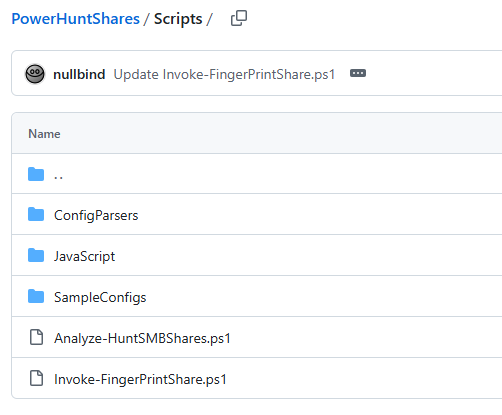 PowerHuntShares / Scripts /
nullbind Update Invoke-FingerPrintShare.ps1
Name
..
ConfigParsers
JavaScript
SampleConfigs
Analyze-HuntSMBShares.ps1
Invoke-FingerPrintShare.ps1